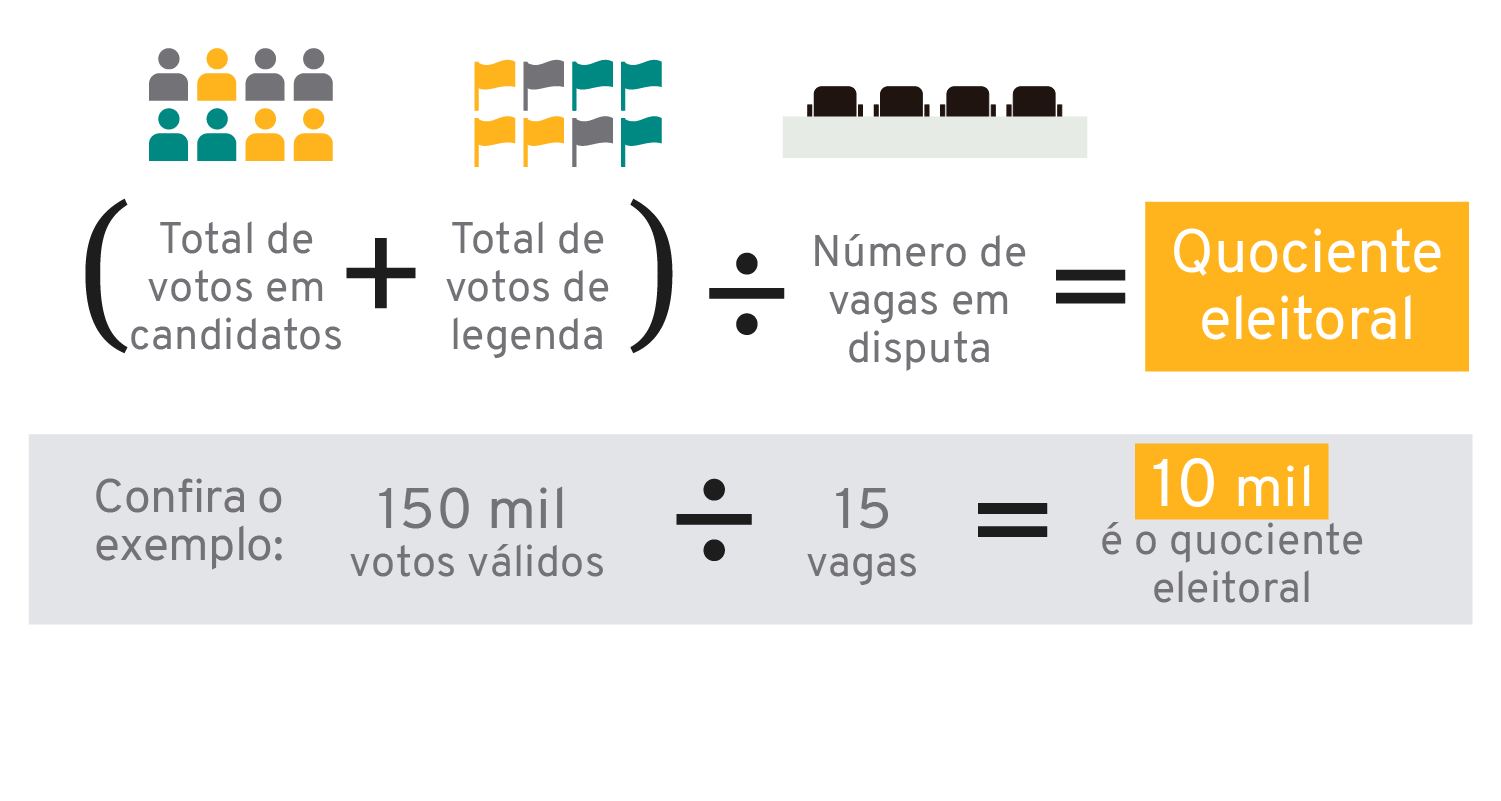 (Total de votos em candidatos + Total de votos de legenda) ÷ Número de vagas em disputa = Quociente eleitoral
Confira o exemplo: 150 mil votos válidos ÷ 15 vagas = 10 mil é o quociente eleitoral